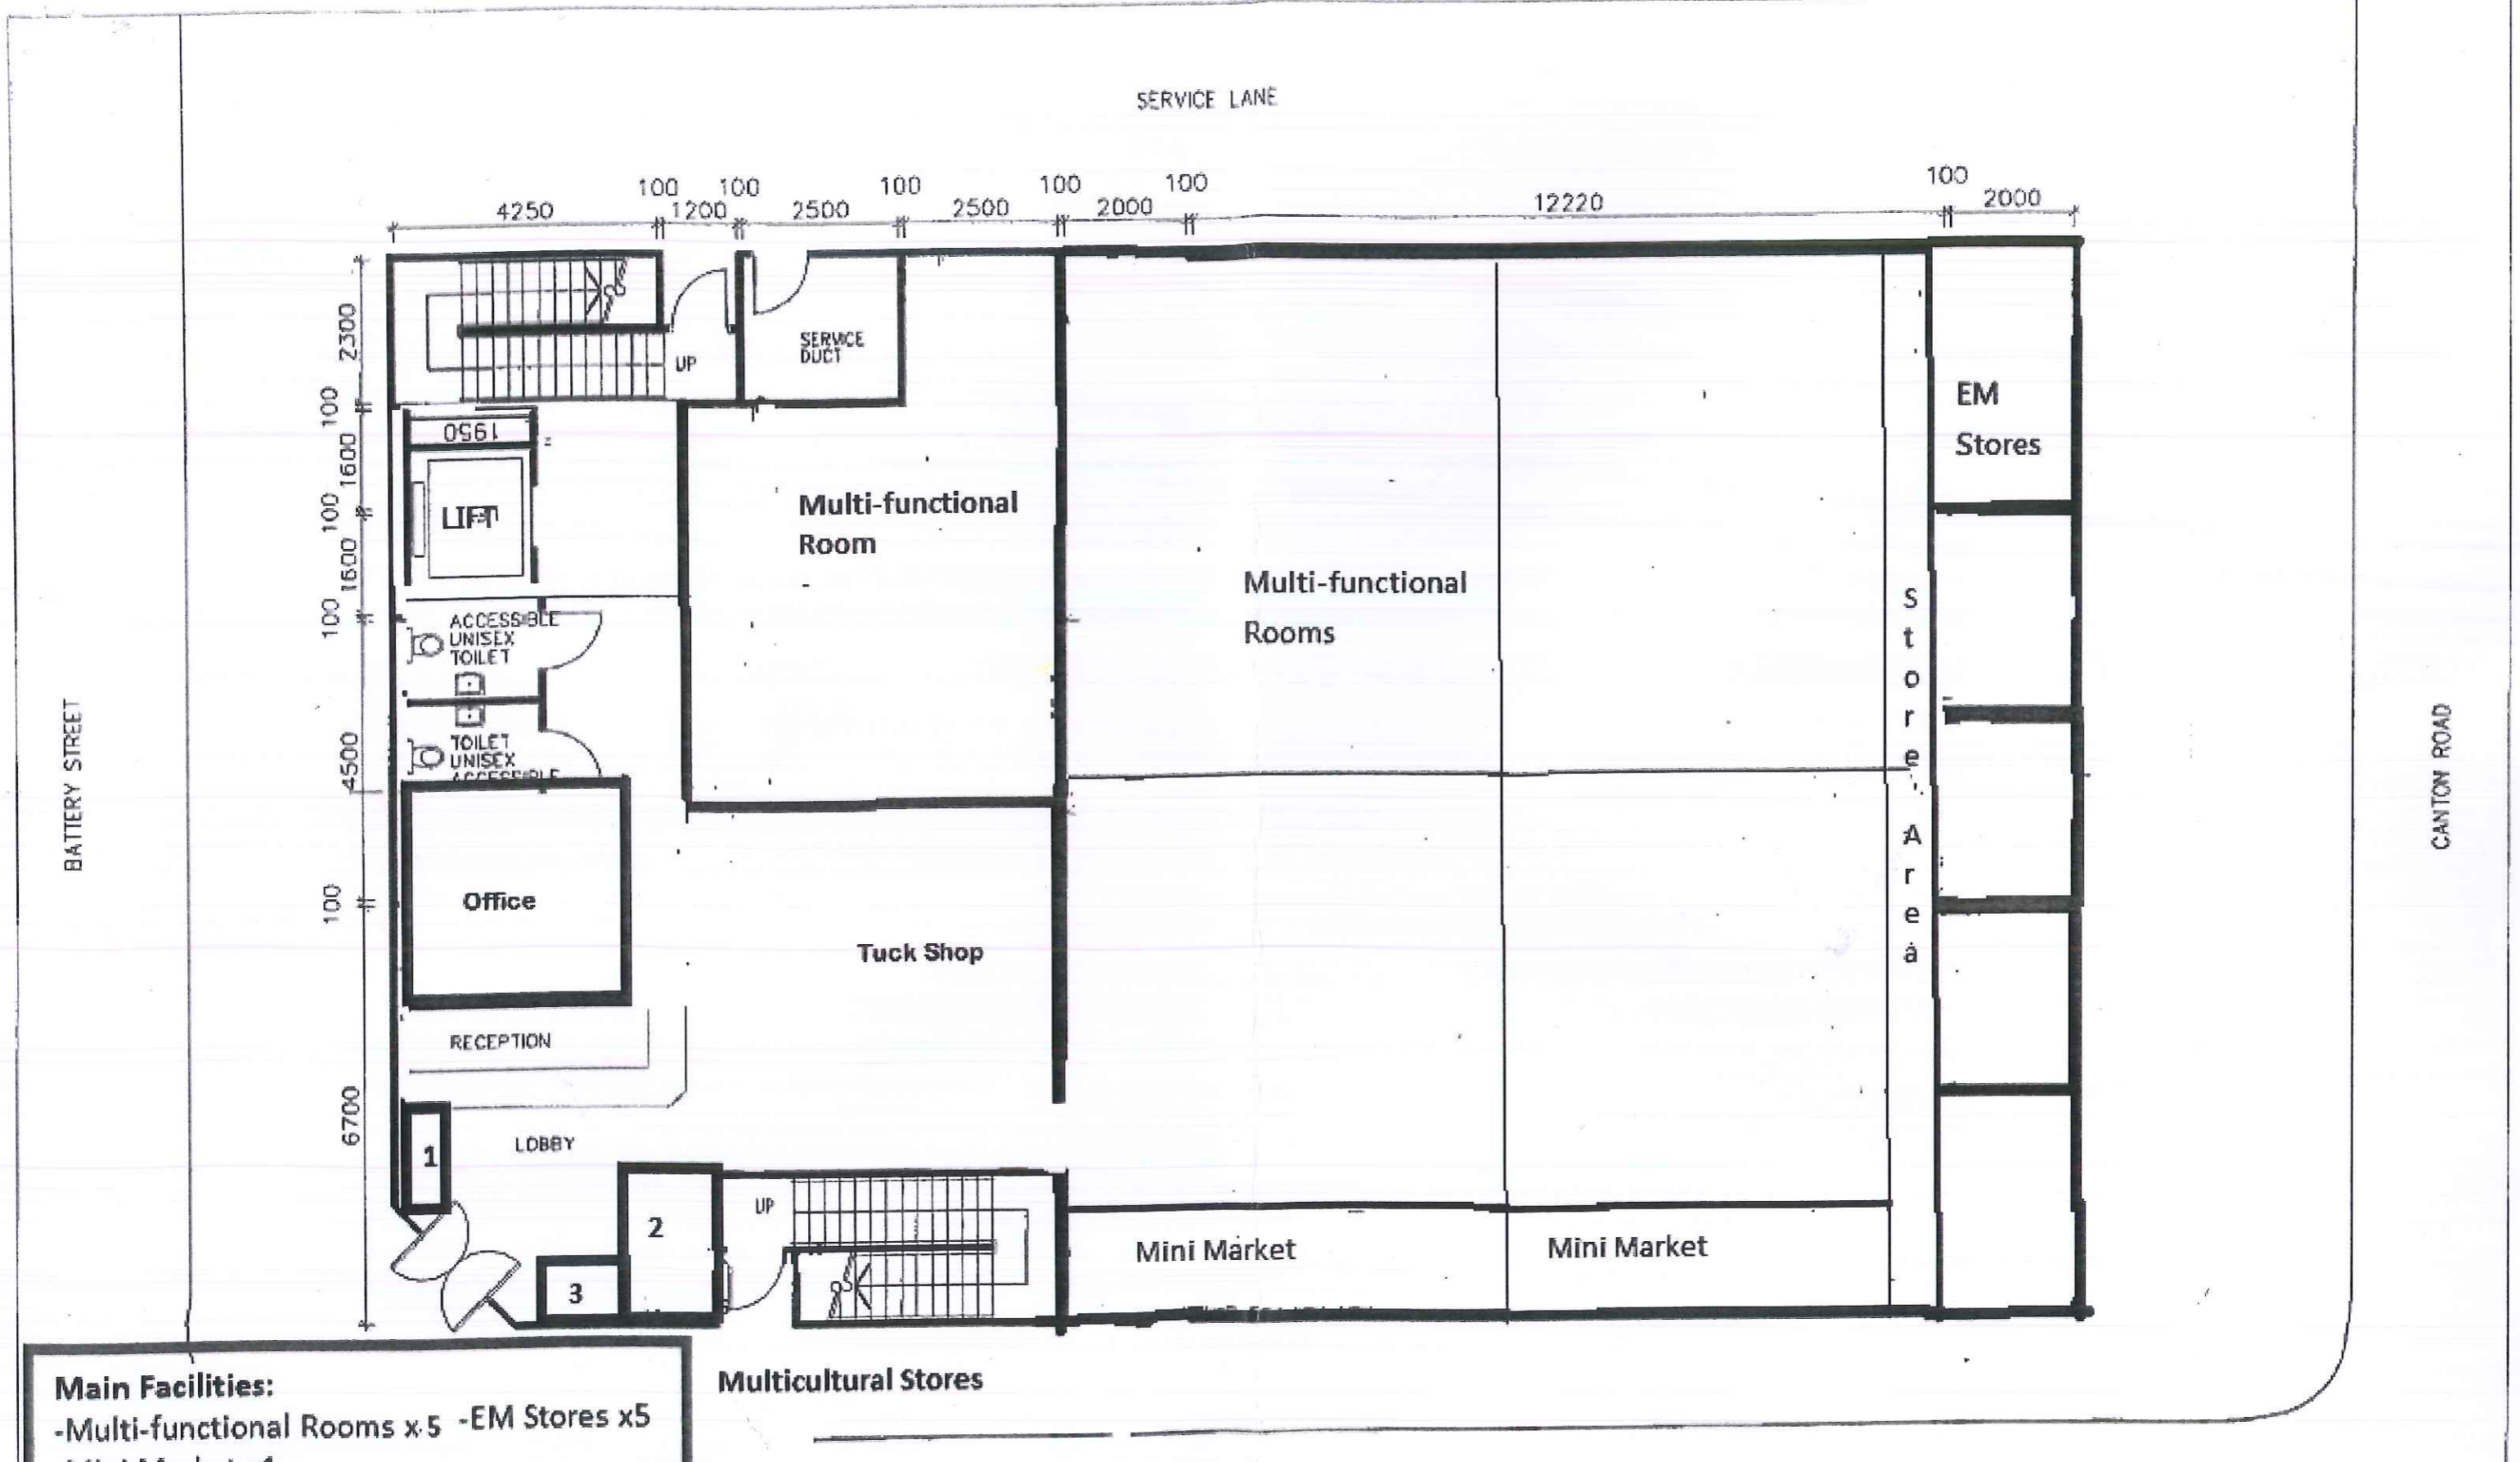 SERVICE LANE
100 100 100 100 100 100
4250 1200 2500 2500 2000 12220 2000
2300
100
1600
100
1600
100
4500
100
6700
UP
SERVICE
DUCT
1950
LIFT
ACCESSIBLE
UNISEX
TOILET
TOILET
UNISEX
ACCESSIBLE
Multi-functional
Room
Multi-functional
Rooms
EM
Stores
Store Area
BATTERY STREET
CANTON ROAD
Office
Tuck Shop
RECEPTION
LOBBY
1
2
3
UP
Mini Market
Mini Market
Multicultural Stores
Main Facilities:
-Multi-functional Rooms x 5 -EM Stores x5